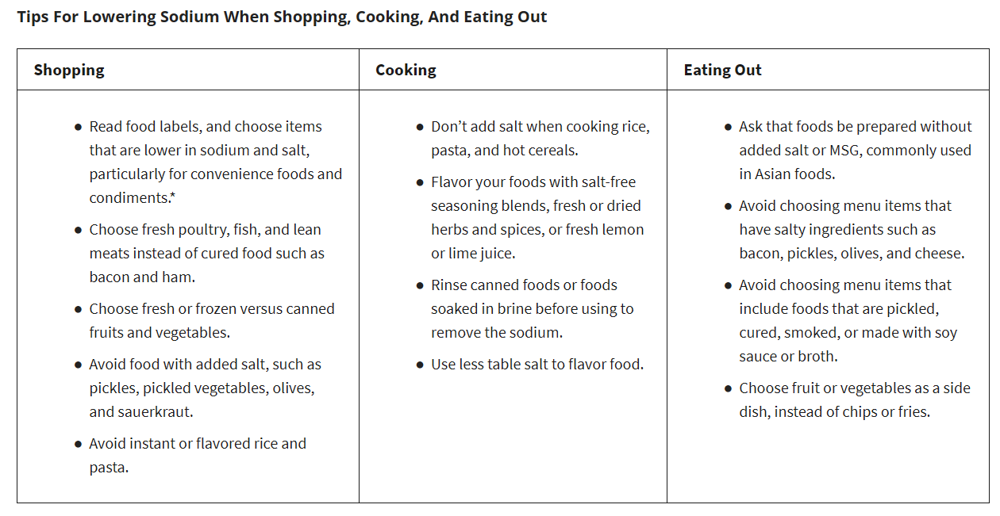 Tips For Lowering Sodium When Shopping, Cooking, And Eating Out
Shopping
● Read food labels, and choose items
that are lower in sodium and salt,
particularly for convenience foods and
condiments.*
● Choose fresh poultry, fish, and lean
meats instead of cured food such as
bacon and ham.
● Choose fresh or frozen versus canned
fruits and vegetables.
● Avoid food with added salt, such as
pickles, pickled vegetables, olives,
and sauerkraut.
● Avoid instant or flavored rice and
pasta.
Cooking
● Don’t add salt when cooking rice,
pasta, and hot cereals.
● Flavor your foods with salt-free
seasoning blends, fresh or dried
herbs and spices, or fresh lemon
or lime juice.
● Rinse canned foods or foods
soaked in brine before using to
remove the sodium.
● Use less table salt to flavor food.
Eating Out
● Ask that foods be prepared without
added salt or MSG, commonly used
in Asian foods.
● Avoid choosing menu items that
have salty ingredients such as
bacon, pickles, olives, and cheese.
● Avoid choosing menu items that
include foods that are pickled,
cured, smoked, or made with soy
sauce or broth.
● Choose fruit or vegetables as a side
dish, instead of chips or fries.